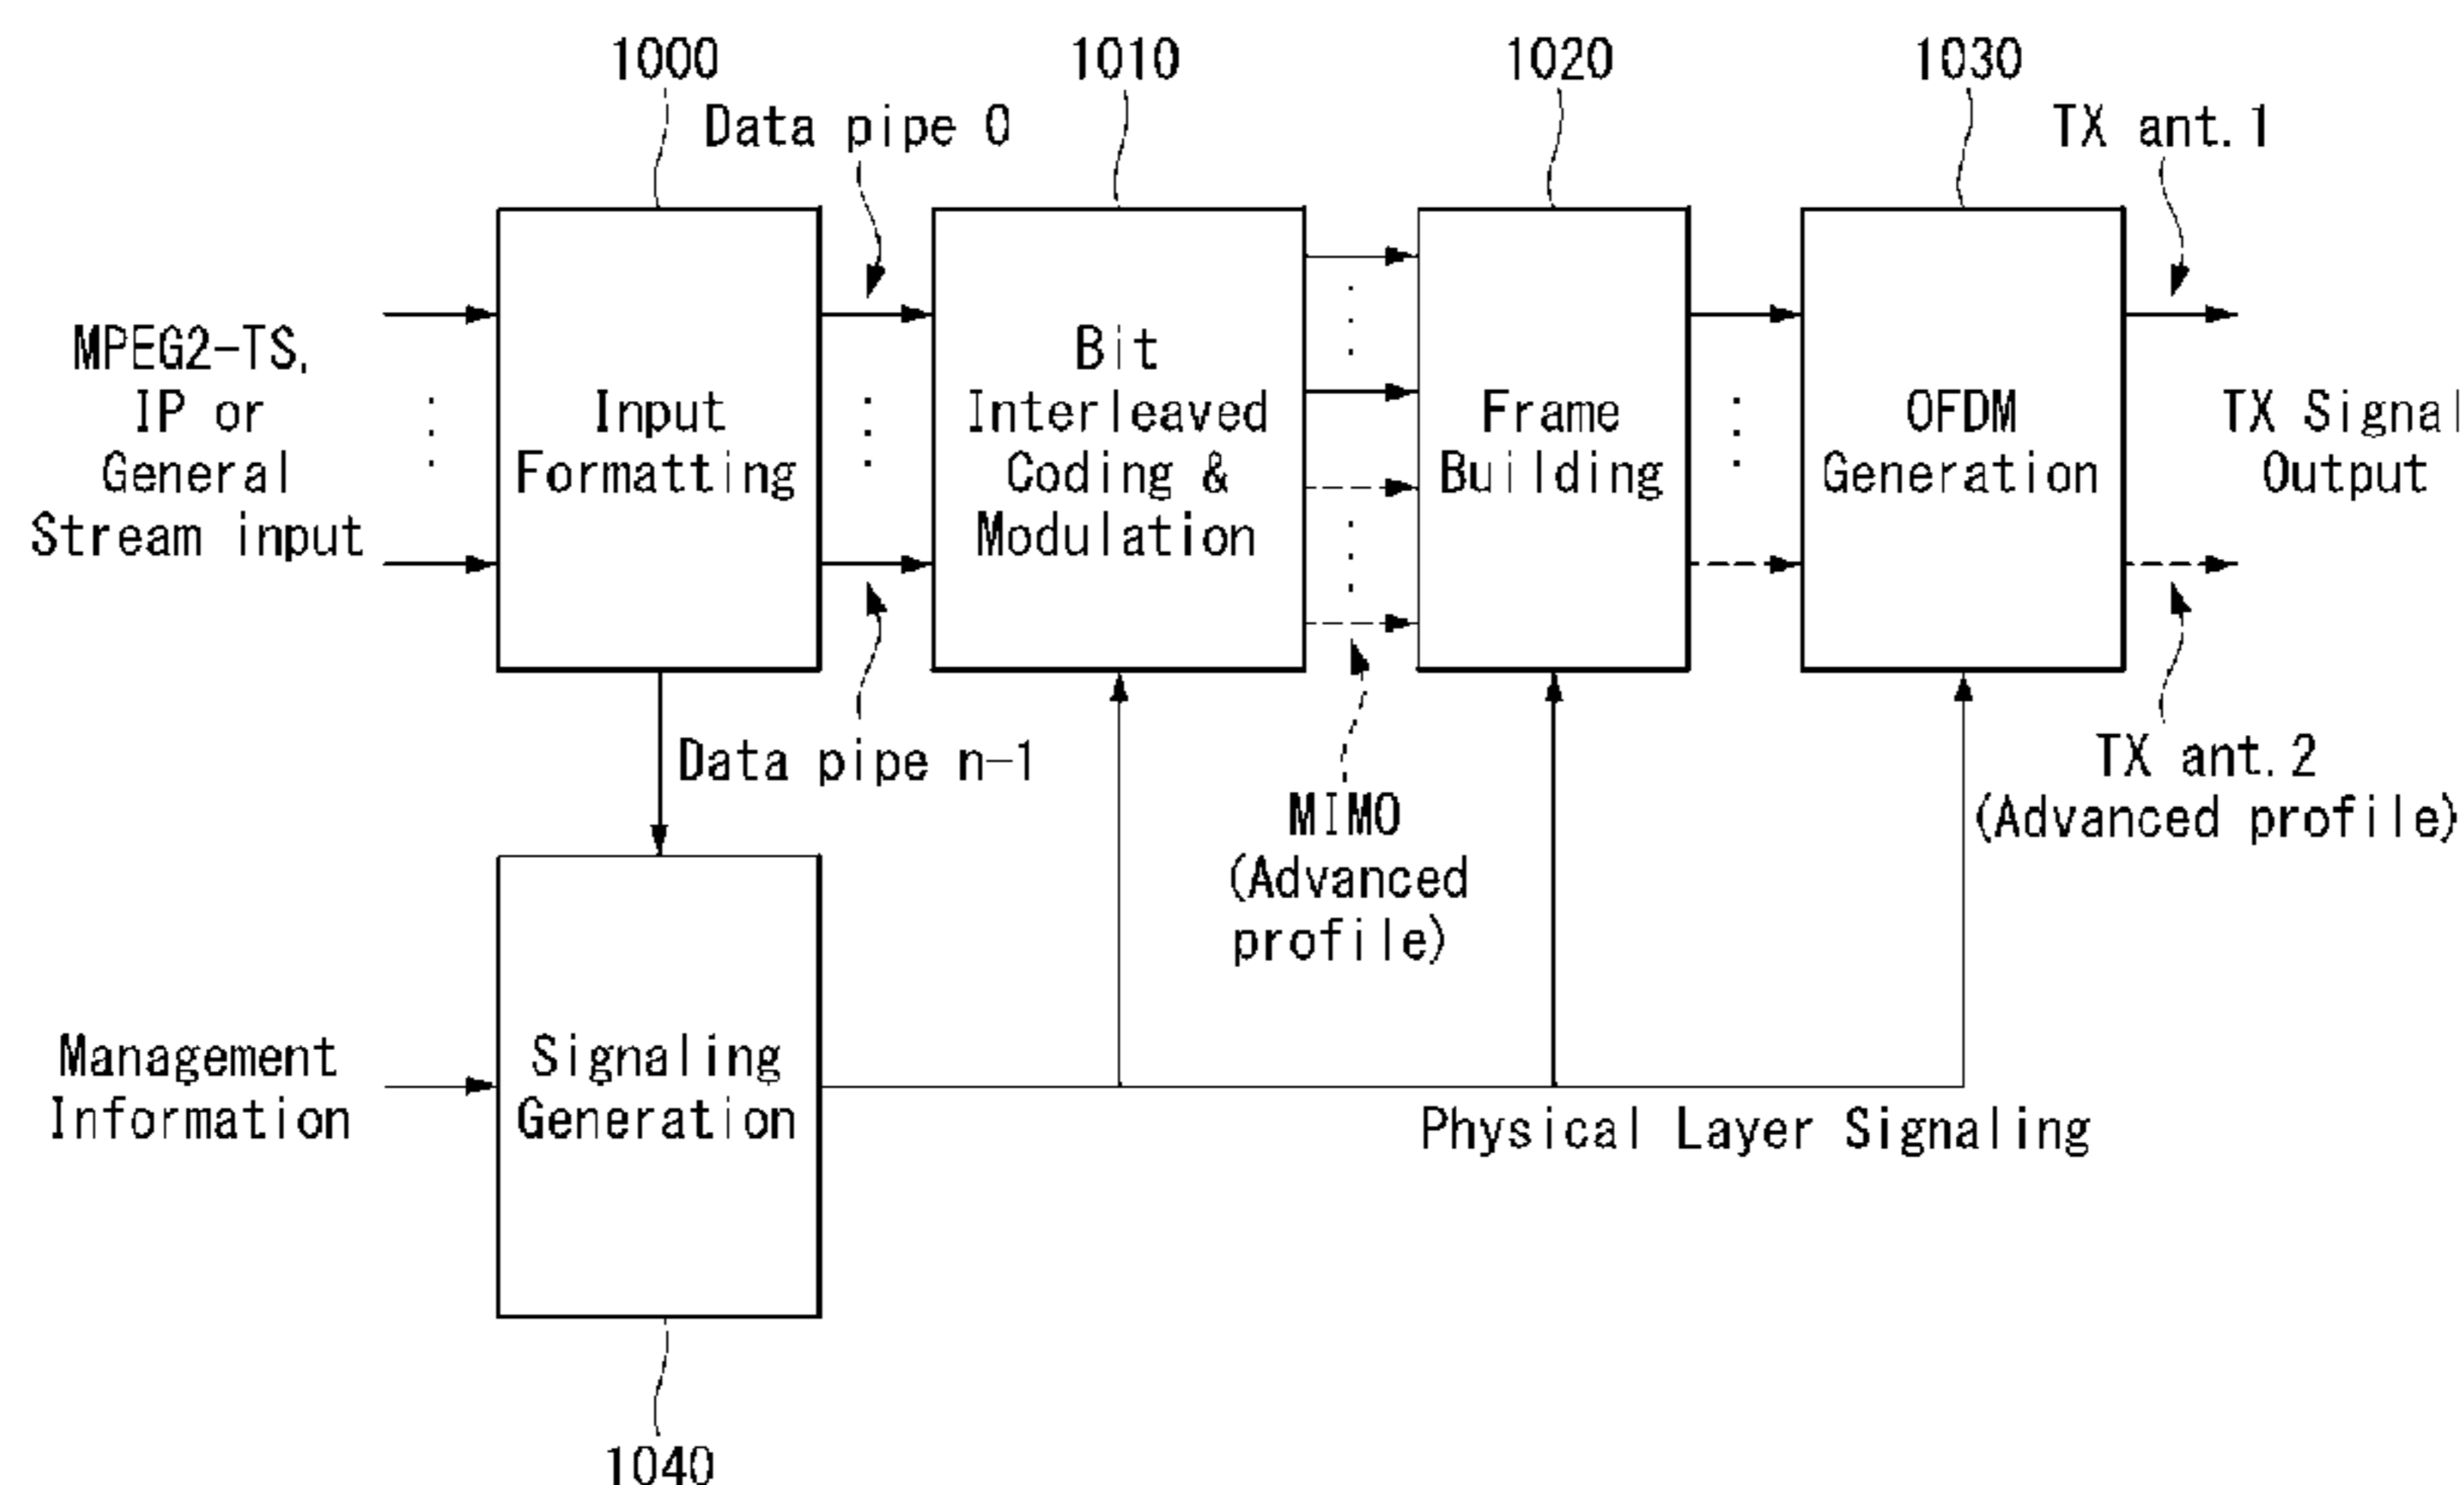 1000
1010
1020
1030
Data pipe 0
TX ant.1
MPEG2-TS,
IP or
General
Stream input
Input
Formatting
Bit
Interleaved
Coding &
Modulation
Frame
Building
OFDM
Generation
TX Signal
Output
Data pipe n-1
MIMO
(Advanced
profile)
TX ant.2
(Advanced profile)
Management
Information
Signaling
Generation
Physical Layer Signaling
1040